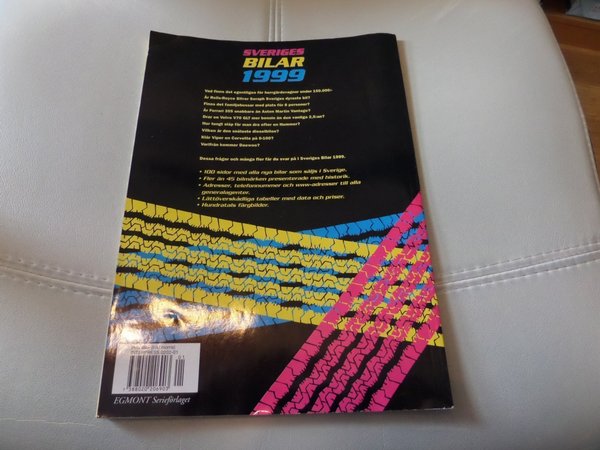 SVERIGES
BILAR
1999
Vad finns det egentligen för herrgårdsvagnar under 150.000:-
Är Rolls-Royce Silver Seraph Sveriges dyraste bil?
Finns det familjebussar med plats för 8 personer?
Är Ferrari 355 snabbare än Aston Martin Vantage?
Drar en Volvo V70 GLT mer bensin än den vanliga 2,5:an?
Hur tungt släp får man dra efter en Hummer?
Vilken är den snålaste dieselbilen?
Klår Viper en Corvette på 0-100?
Varifrån kommer Daewoo?
Dessa frågor och många fler får du svar på i Sveriges Bilar 1999.
• 100 sidor med alla nya bilar som säljs i Sverige.
• Fler än 45 bilmärken presenterade med historik.
• Adresser, telefonnummer och www-adresser till alla
generalagenter.
• Lättöverskådliga tabeller med data och priser.
• Hundratals färgbilder.
01
7 388020 206903
EGMONT Serieförlaget